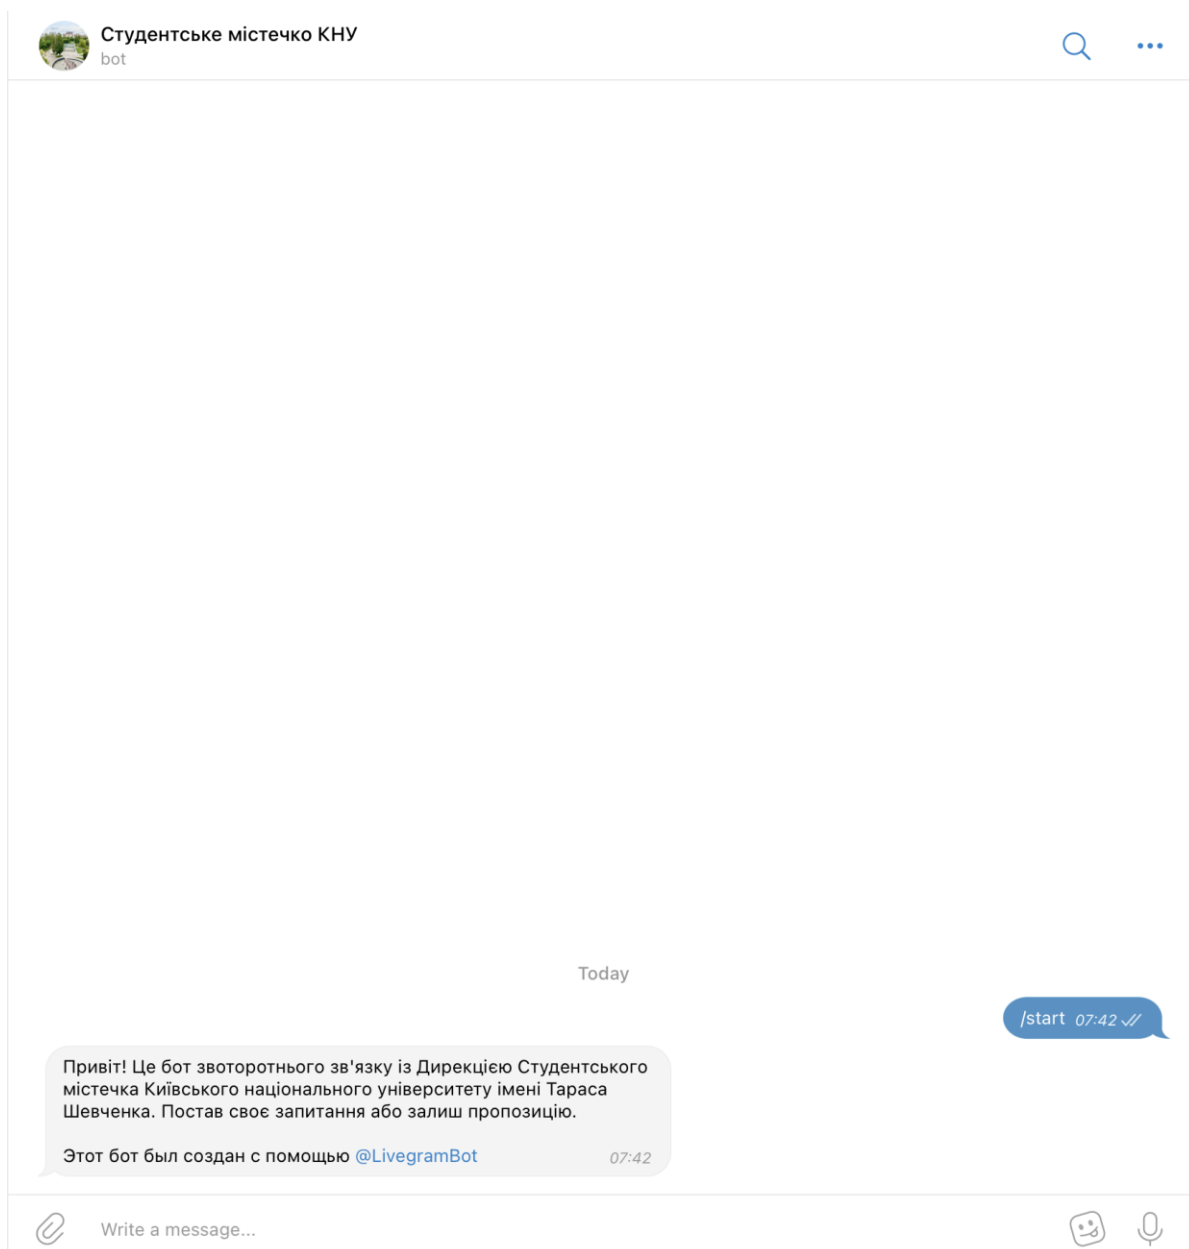 Студентське містечко КНУ
bot
Today
/start 07:42
Привіт! Це бот звоторотнього зв'язку із Дирекцією Студентського
містечка Київського національного університету імені Тараса
Шевченка. Постав своє запитання або залиш пропозицію.
Этот бот был создан с помощью @LivegramBot 07:42
Write a message...